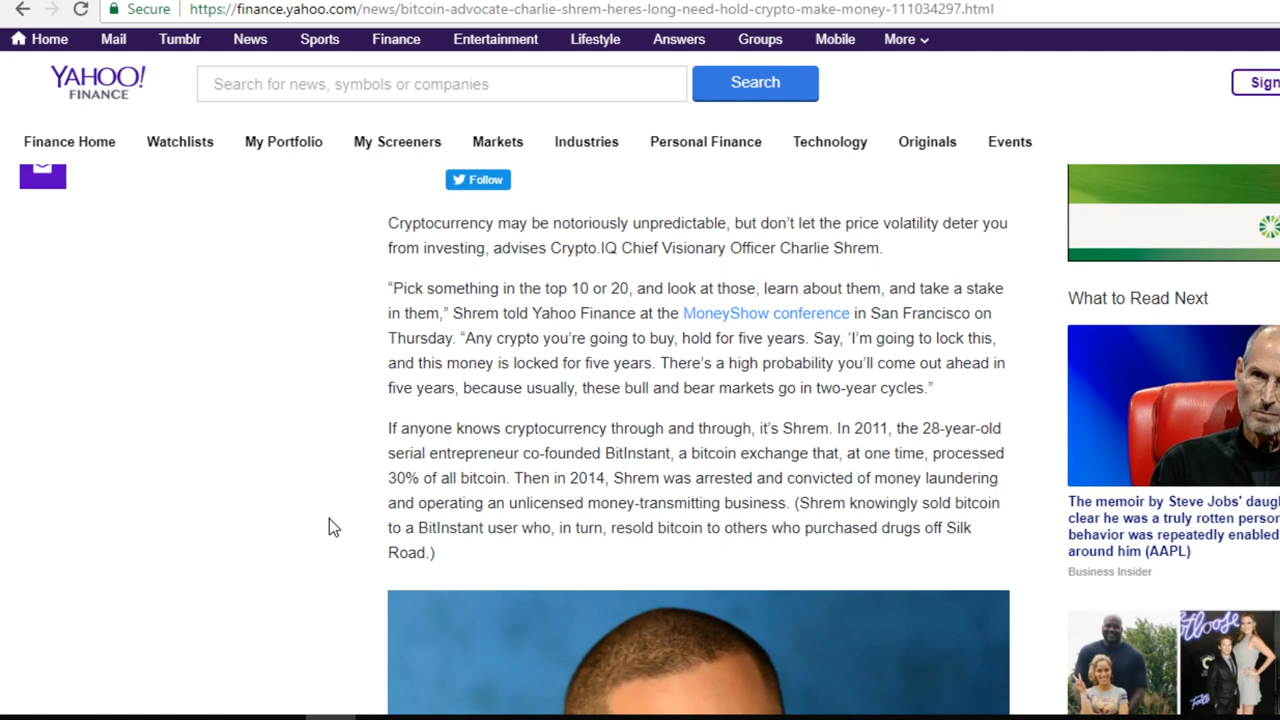 Secure https://finance.yahoo.com/news/bitcoin-advocate-charlie-shrem-heres-long-need-hold-crypto-make-money-111034297.html
Home Mail Tumblr News Sports Finance Entertainment Lifestyle Answers Groups Mobile More
YAHOO!
FINANCE
Search for news, symbols or companies
Search
Sign
Finance Home Watchlists My Portfolio My Screeners Markets Industries Personal Finance Technology Originals Events
Follow
Cryptocurrency may be notoriously unpredictable, but don’t let the price volatility deter you
from investing, advises Crypto.IQ Chief Visionary Officer Charlie Shrem.
“Pick something in the top 10 or 20, and look at those, learn about them, and take a stake
in them,” Shrem told Yahoo Finance at the MoneyShow conference in San Francisco on
Thursday. “Any crypto you’re going to buy, hold for five years. Say, ‘I’m going to lock this,
and this money is locked for five years. There’s a high probability you’ll come out ahead in
five years, because usually, these bull and bear markets go in two-year cycles.”
If anyone knows cryptocurrency through and through, it’s Shrem. In 2011, the 28-year-old
serial entrepreneur co-founded BitInstant, a bitcoin exchange that, at one time, processed
30% of all bitcoin. Then in 2014, Shrem was arrested and convicted of money laundering
and operating an unlicensed money-transmitting business. (Shrem knowingly sold bitcoin
to a BitInstant user who, in turn, resold bitcoin to others who purchased drugs off Silk
Road.)
What to Read Next
The memoir by Steve Jobs' daug
clear he was a truly rotten person
behavior was repeatedly enabled
around him (AAPL)
Business Insider